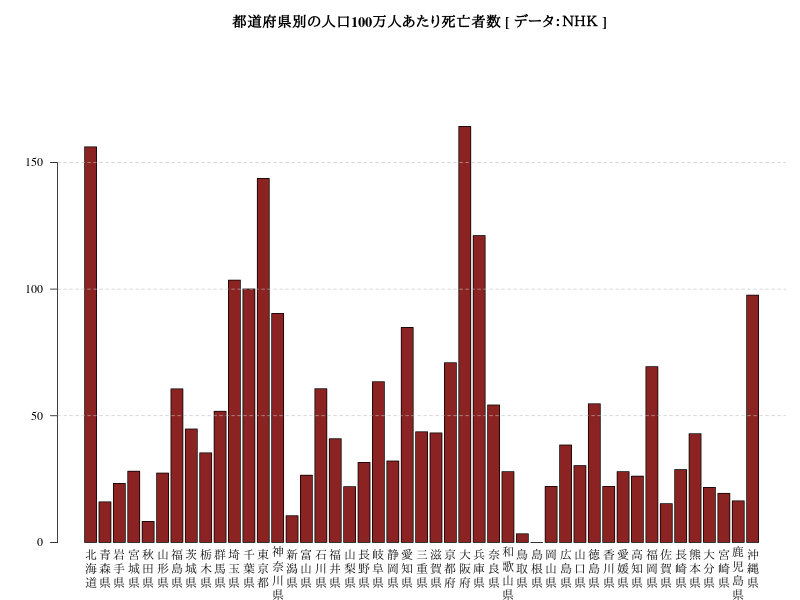 都道府県別の人口100万人あたり死亡者数 [ データ：NHK ]
150
100
50
0
北海道
青森県
岩手県
宮城県
秋田県
山形県
福島県
茨城県
栃木県
群馬県
埼玉県
千葉県
東京都
神奈川県
新潟県
富山県
石川県
福井県
山梨県
長野県
岐阜県
静岡県
愛知県
三重県
滋賀県
京都府
大阪府
兵庫県
奈良県
和歌山県
鳥取県
島根県
岡山県
広島県
山口県
徳島県
香川県
愛媛県
高知県
福岡県
佐賀県
長崎県
熊本県
大分県
宮崎県
鹿児島県
沖縄県